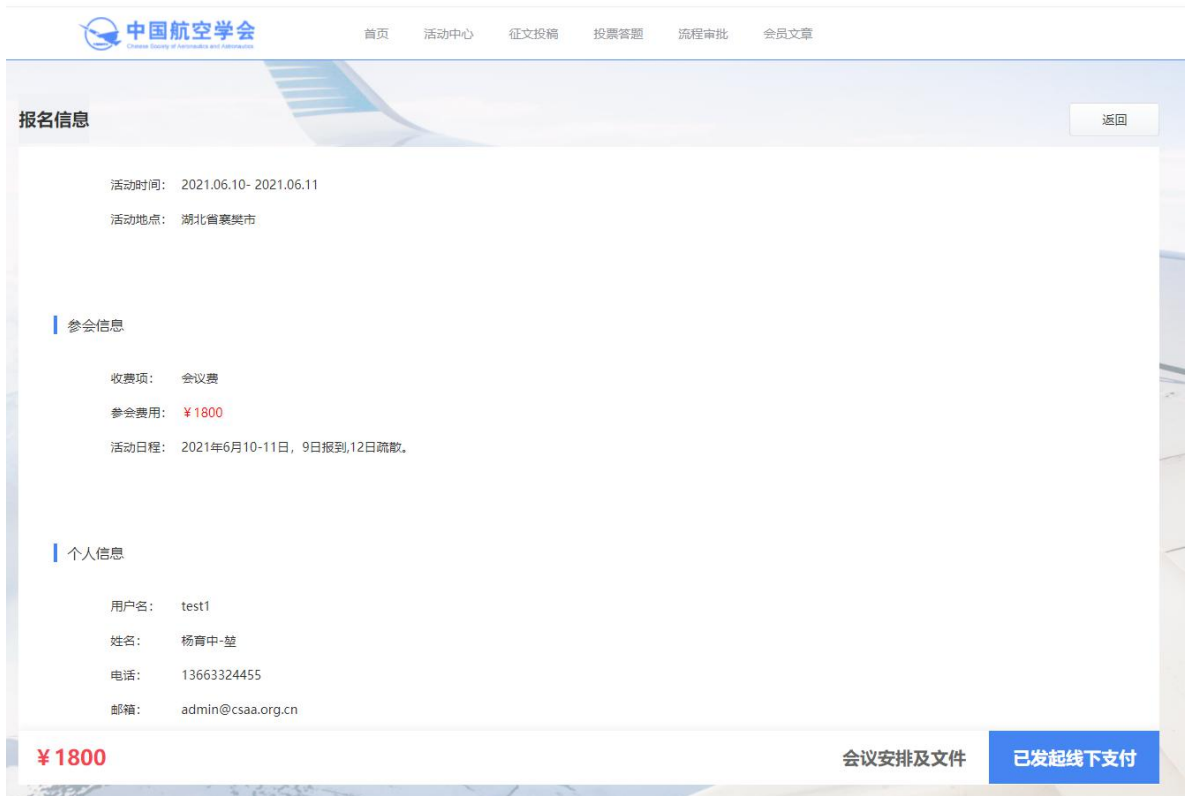 中国航空学会
Chinese Society of Aeronautics and Astronautics
首页 活动中心 征文投稿 投票答题 流程审批 会员文章
报名信息 返回
活动时间: 2021.06.10- 2021.06.11
活动地点: 湖北省襄樊市
参会信息
收费项: 会议费
参会费用: ¥1800
活动日程: 2021年6月10-11日，9日报到,12日疏散。
个人信息
用户名: test1
姓名: 杨育中-堃
电话: 13663324455
邮箱: admin@csaa.org.cn
¥1800 会议安排及文件 已发起线下支付